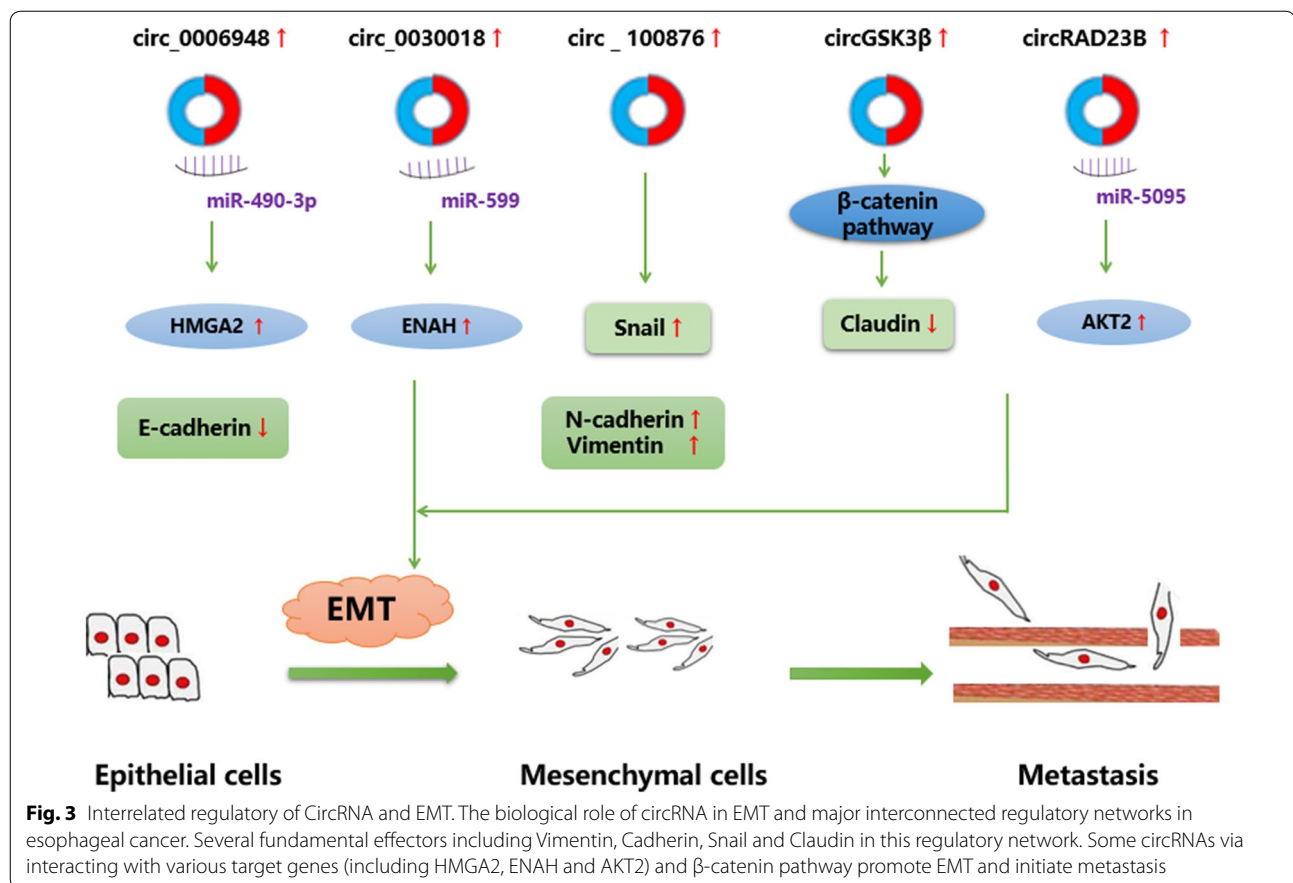 circ_0006948 ↑ circ_0030018 ↑ circ _ 100876 ↑ circGSK3β ↑ circRAD23B ↑
miR-490-3p miR-599 miR-5095
β-catenin
pathway
HMGA2 ↑ ENAH ↑ Snail ↑ Claudin ↓ AKT2 ↑
E-cadherin ↓
N-cadherin ↑
Vimentin ↑
EMT
Epithelial cells Mesenchymal cells Metastasis
Fig. 3 Interrelated regulatory of CircRNA and EMT. The biological role of circRNA in EMT and major interconnected regulatory networks in
esophageal cancer. Several fundamental effectors including Vimentin, Cadherin, Snail and Claudin in this regulatory network. Some circRNAs via
interacting with various target genes (including HMGA2, ENAH and AKT2) and β-catenin pathway promote EMT and initiate metastasis